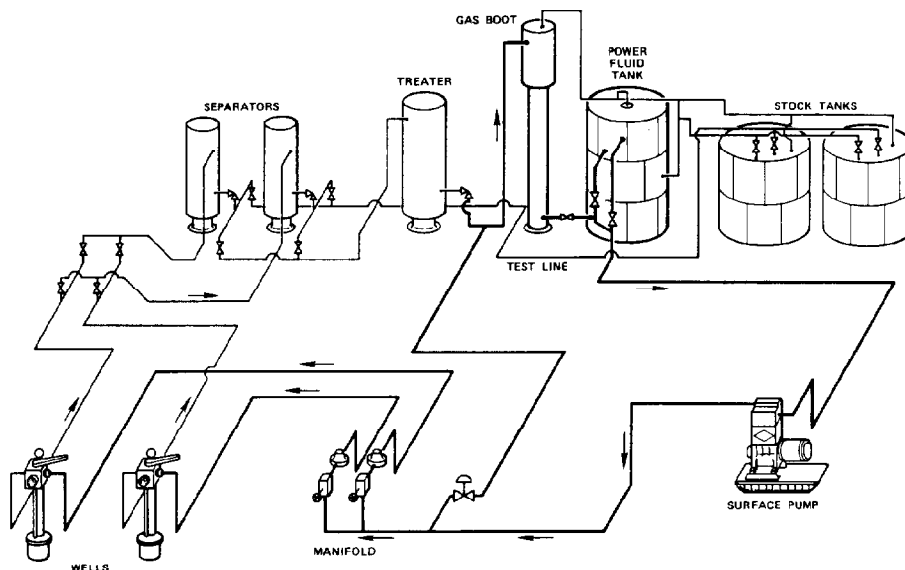 GAS BOOT
POWER
FLUID
TANK
TREATER
SEPARATORS
STOCK TANKS
TEST LINE
SURFACE PUMP
MANIFOLD
WELLS